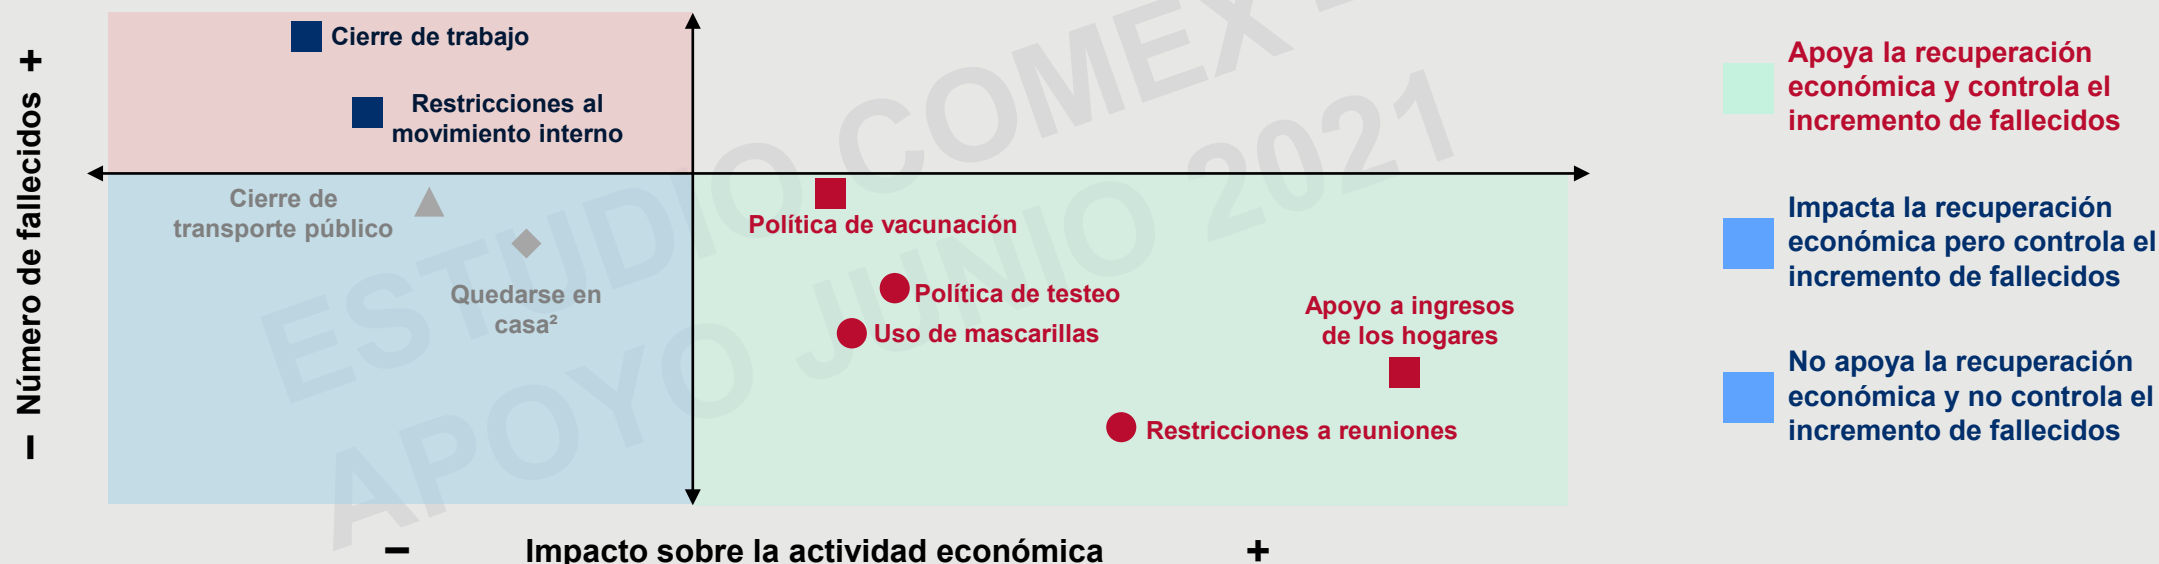 Cierre de trabajo
Restricciones al
movimiento interno
Cierre de
transporte público
Quedarse en
casa²
Política de vacunación
Política de testeo
Uso de mascarillas
Apoyo a ingresos
de los hogares
Restricciones a reuniones
− Número de fallecidos +
− Impacto sobre la actividad económica +
Apoya la recuperación
económica y controla el
incremento de fallecidos
Impacta la recuperación
económica pero controla el
incremento de fallecidos
No apoya la recuperación
económica y no controla el
incremento de fallecidos
ESTUDIO COMEX
APOYO JUNIO 2021